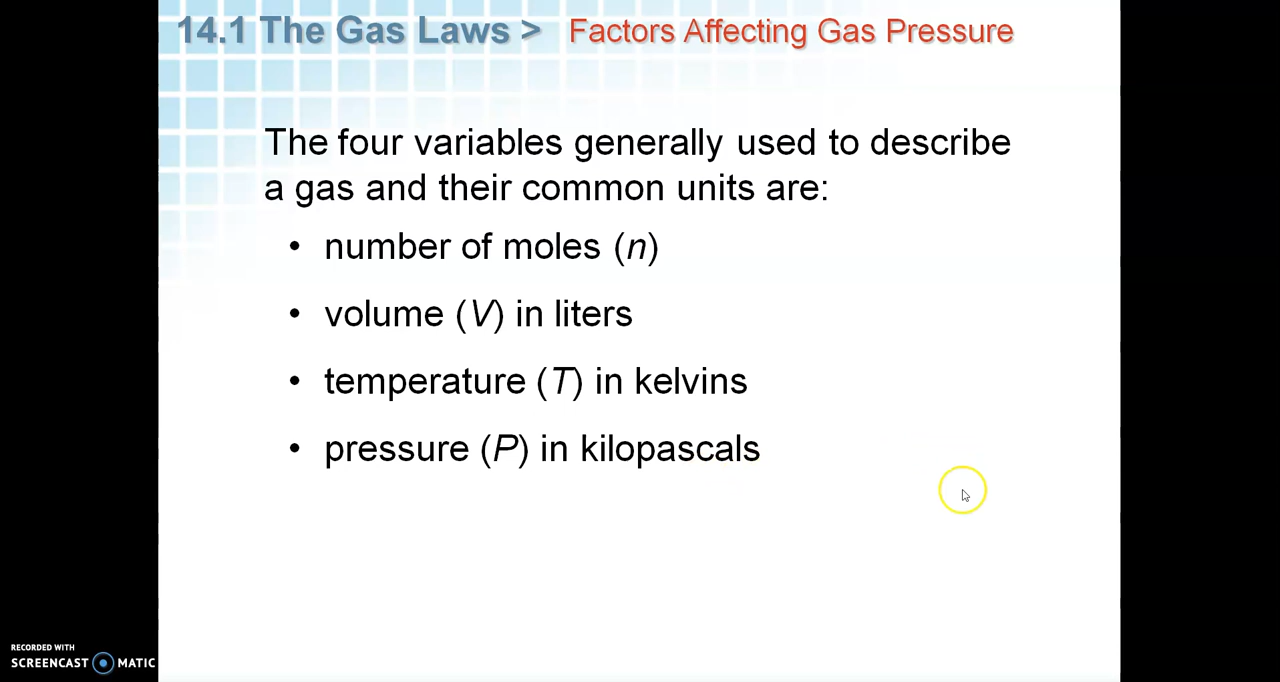 14.1 The Gas Laws > Factors Affecting Gas Pressure
The four variables generally used to describe
a gas and their common units are:
• number of moles (n)
• volume (V) in liters
• temperature (T) in kelvins
• pressure (P) in kilopascals
RECORDED WITH
SCREENCAST MATIC